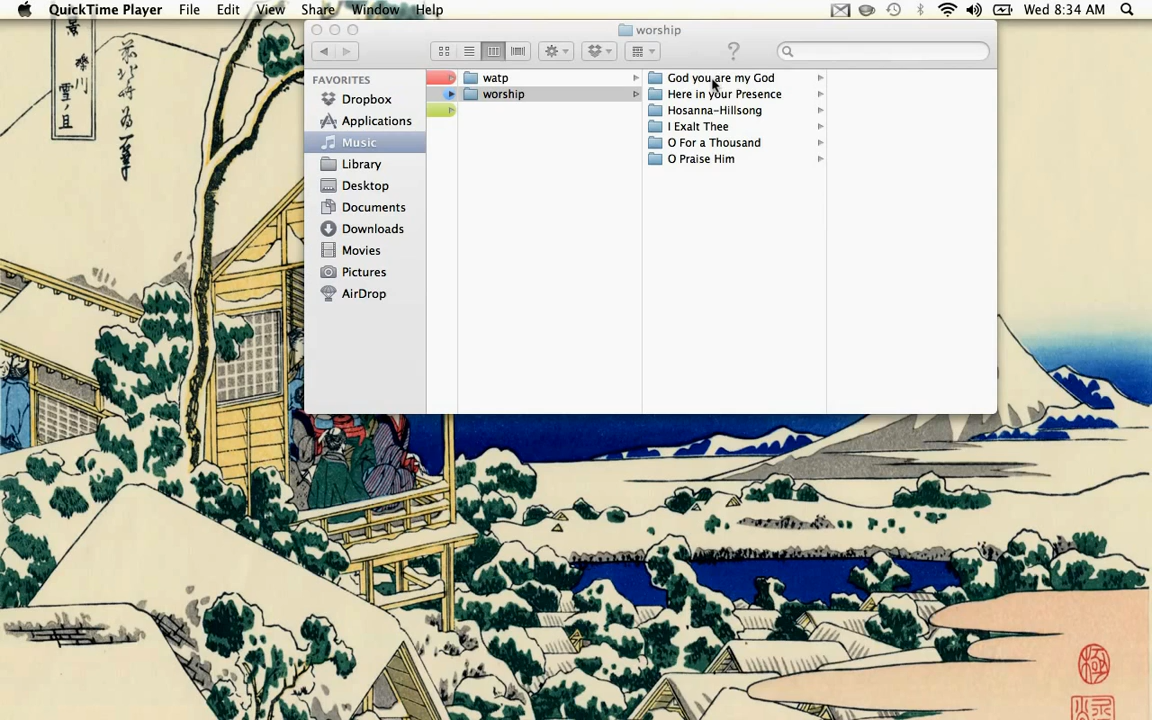 QuickTime Player File Edit View Share Window Help Wed 8:34 AM
worship
FAVORITES
Dropbox
Applications
Music
Library
Desktop
Documents
Downloads
Movies
Pictures
AirDrop
watp
worship
God you are my God
Here in your Presence
Hosanna-Hillsong
I Exalt Thee
O For a Thousand
O Praise Him